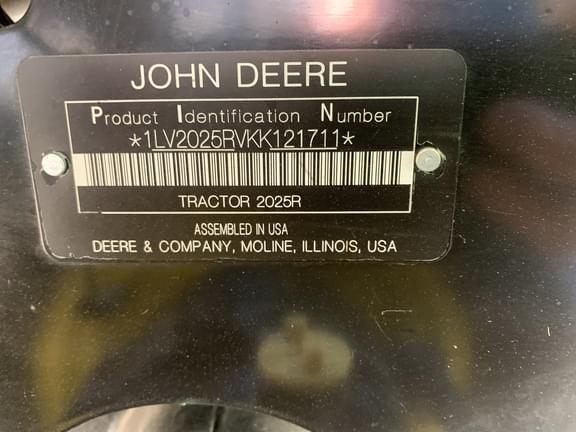 JOHN DEERE
Product Identification Number
*1LV2025RVKK121711*
TRACTOR 2025R
ASSEMBLED IN USA
DEERE & COMPANY, MOLINE, ILLINOIS, USA